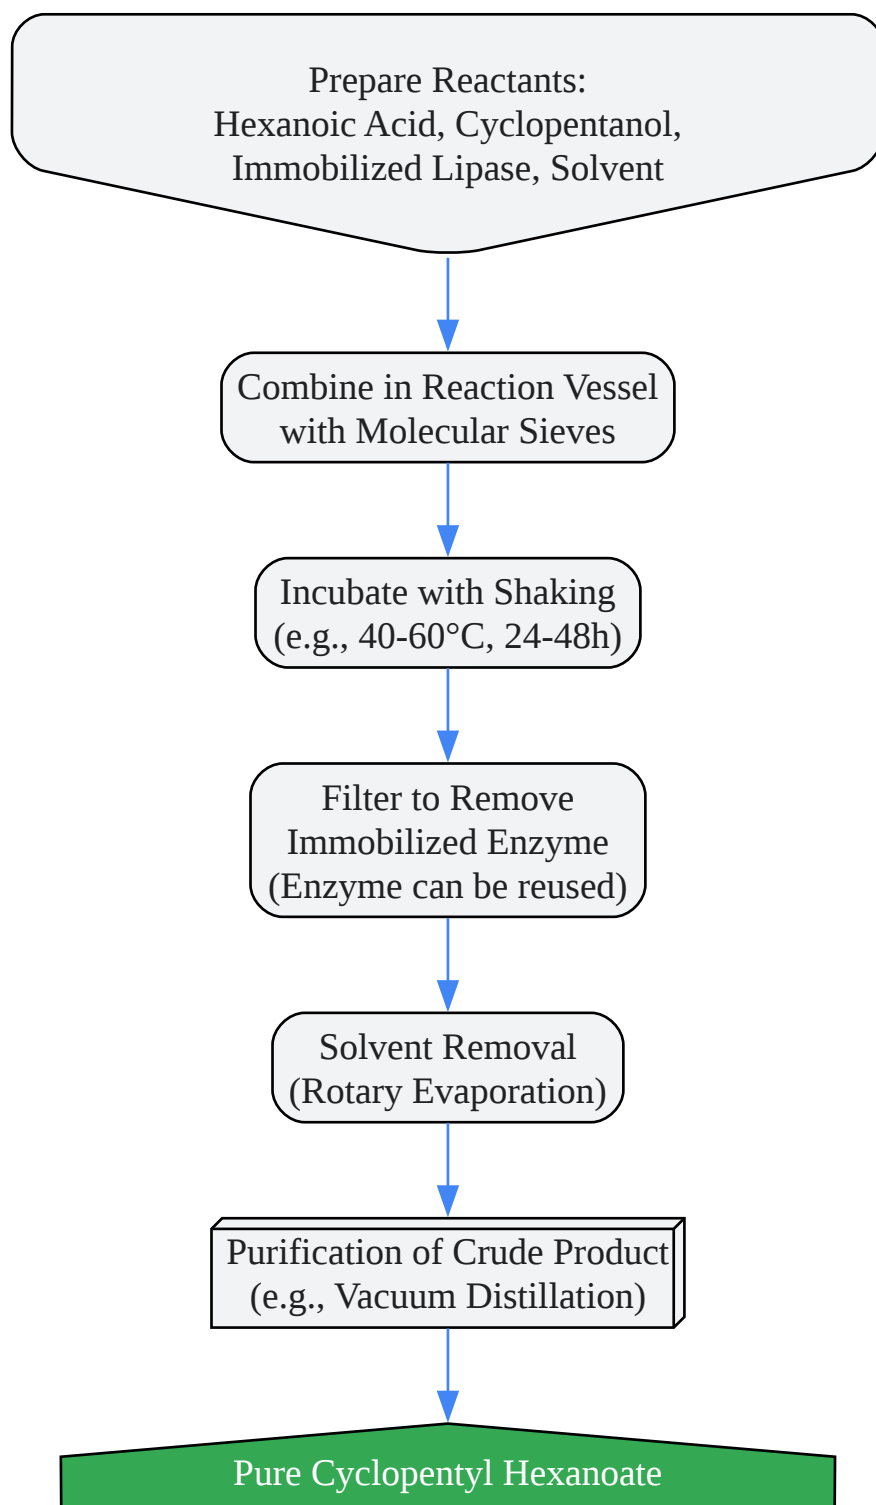 Prepare Reactants:
Hexanoic Acid, Cyclopentanol,
Immobilized Lipase, Solvent
Combine in Reaction Vessel
with Molecular Sieves
Incubate with Shaking
(e.g., 40-60°C, 24-48h)
Filter to Remove
Immobilized Enzyme
(Enzyme can be reused)
Solvent Removal
(Rotary Evaporation)
Purification of Crude Product
(e.g., Vacuum Distillation)
Pure Cyclopentyl Hexanoate